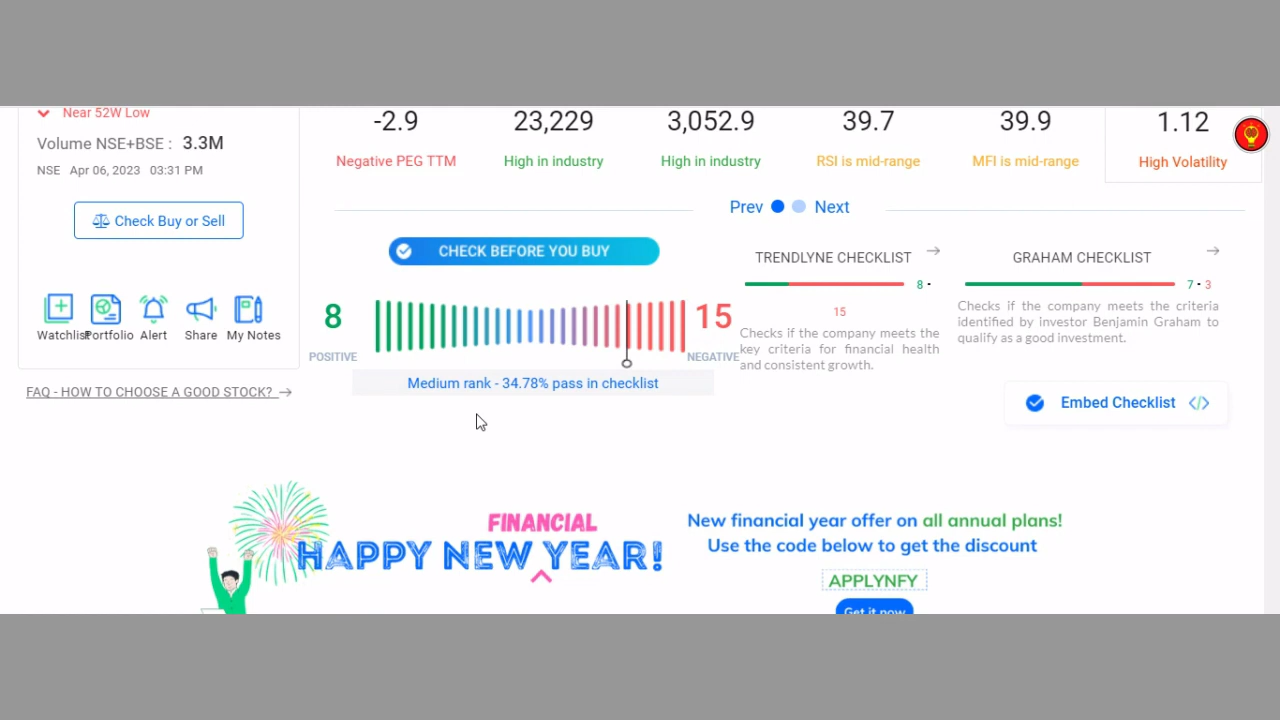 Near 52W Low
Volume NSE+BSE : 3.3M
NSE Apr 06, 2023 03:31 PM
Check Buy or Sell
Watchlist Portfolio Alert Share My Notes
FAQ - HOW TO CHOOSE A GOOD STOCK?
-2.9 23,229 3,052.9 39.7 39.9 1.12
Negative PEG TTM High in industry High in industry RSI is mid-range MFI is mid-range High Volatility
Prev Next
CHECK BEFORE YOU BUY
8 15
POSITIVE NEGATIVE
Medium rank - 34.78% pass in checklist
TRENDLYNE CHECKLIST
8 -
15
Checks if the company meets the
key criteria for financial health
and consistent growth.
GRAHAM CHECKLIST
7 - 3
Checks if the company meets the criteria
identified by investor Benjamin Graham to
qualify as a good investment.
Embed Checklist </>
FINANCIAL
HAPPY NEW YEAR!
New financial year offer on all annual plans!
Use the code below to get the discount
APPLYNFY
Get it now